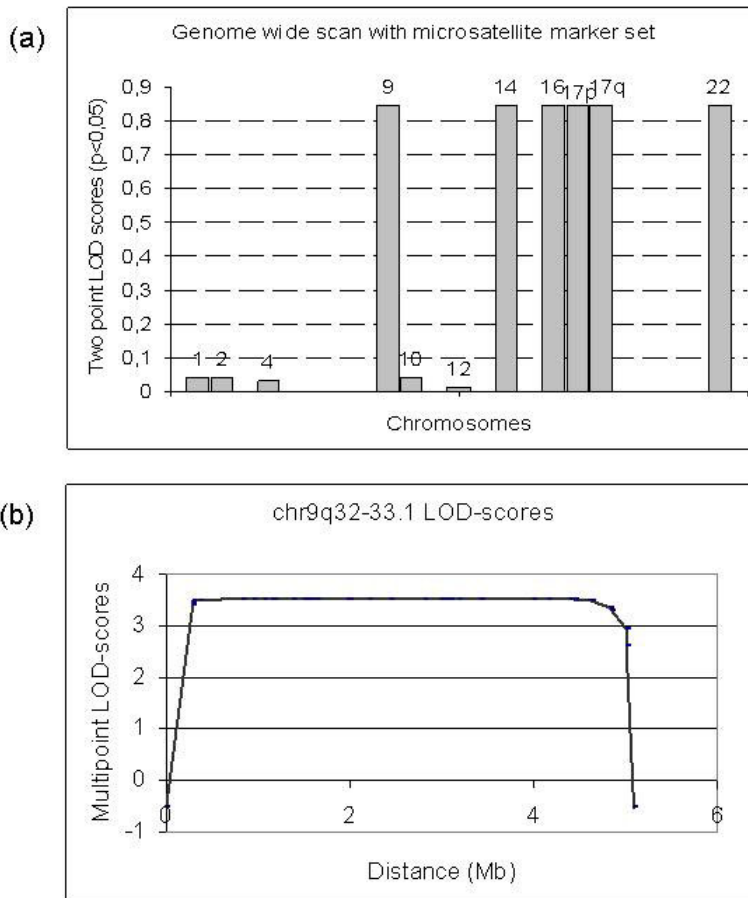 (a)
Genome wide scan with microsatellite marker set
Two point LOD scores (p<0,05)
0,9
0,8
0,7
0,6
0,5
0,4
0,3
0,2
0,1
0
1 2 4 9 10 12 14 16 17p 17q 22
Chromosomes
(b)
chr9q32-33.1 LOD-scores
Multipoint LOD-scores
4
3
2
1
0
-1
0 2 4 6
Distance (Mb)